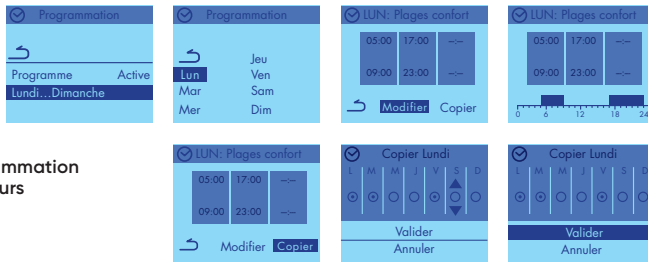 Programmation
Programme Active
Lundi...Dimanche
Programmation
Jeu
Lun Ven
Mar Sam
Mer Dim
LUN: Plages confort
05:00 17:00 --:--
09:00 23:00 --:--
Modifier Copier
LUN: Plages confort
05:00 17:00 --:--
09:00 23:00 --:--
0 6 12 18 24
mmation
urs
LUN: Plages confort
05:00 17:00 --:--
09:00 23:00 --:--
Modifier Copier
Copier Lundi
L M M J V S D
Valider
Annuler
Copier Lundi
L M M J V S D
Valider
Annuler